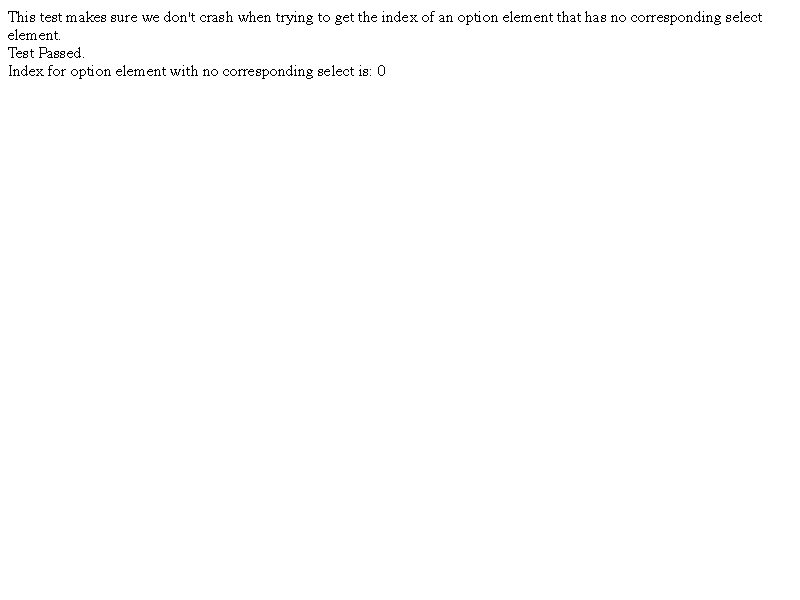 This test makes sure we don't crash when trying to get the index of an option element that has no corresponding select
element.
Test Passed.
Index for option element with no corresponding select is: 0